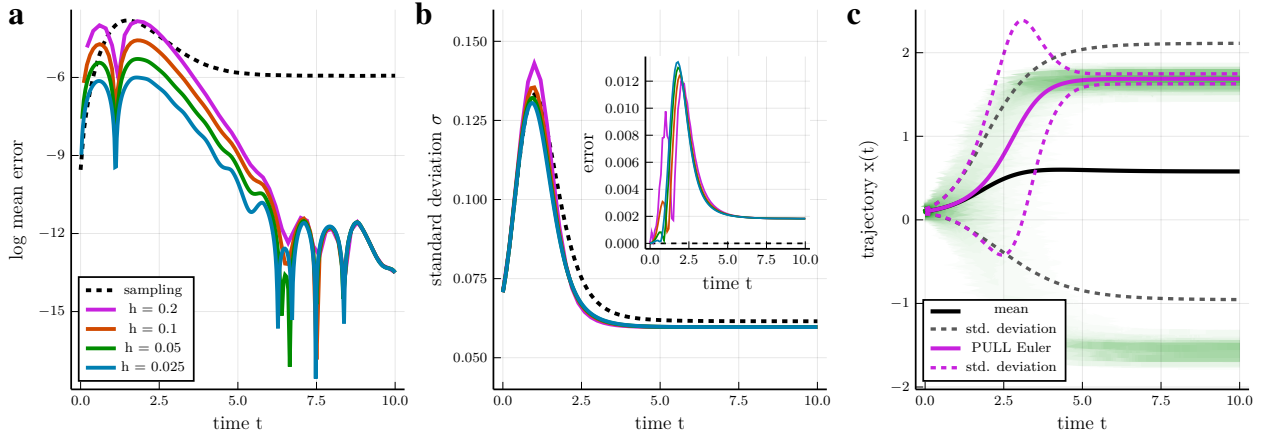 a
log mean error
−6
−9
−12
−15
0.0
2.5
5.0
7.5
10.0
time t
sampling
h = 0.2
h = 0.1
h = 0.05
h = 0.025
b
standard deviation σ
0.150
0.125
0.100
0.075
0.050
0.0
2.5
5.0
7.5
10.0
time t
error
0.012
0.010
0.008
0.006
0.004
0.002
0.000
0.0
2.5
5.0
7.5
10.0
time t
c
trajectory x(t)
2
1
0
−1
−2
0.0
2.5
5.0
7.5
10.0
time t
mean
std. deviation
PULL Euler
std. deviation